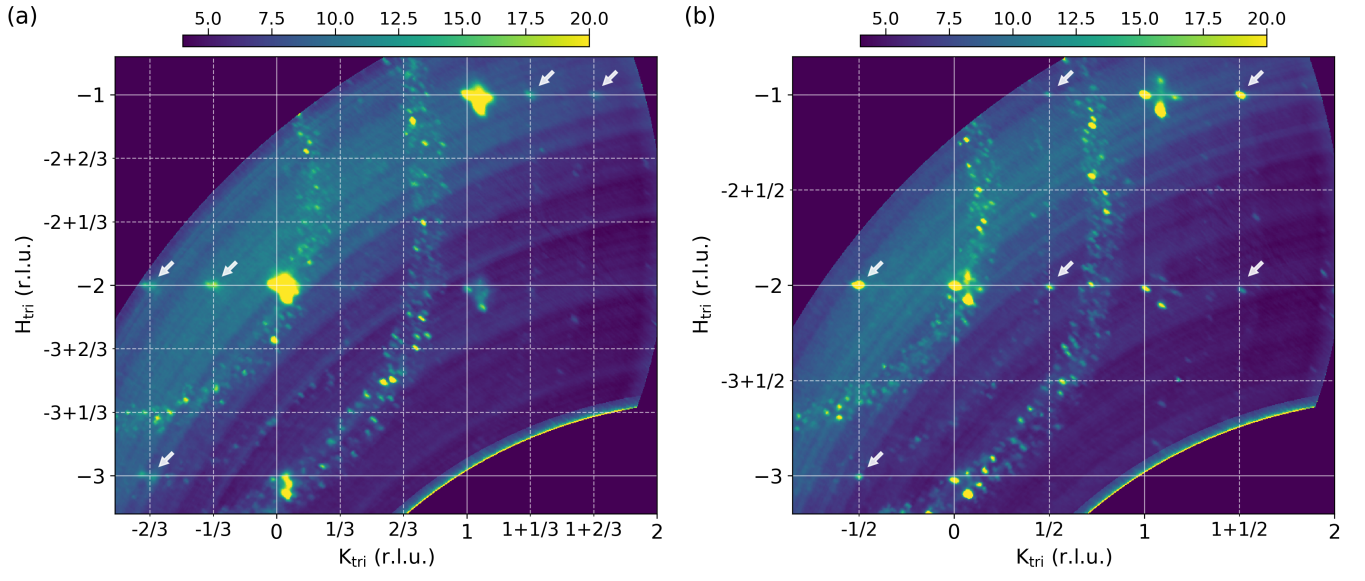 (a)
5.0 7.5 10.0 12.5 15.0 17.5 20.0
−1
-2+2/3
-2+1/3
−2
-3+2/3
-3+1/3
−3
H_tri (r.l.u.)
-2/3 -1/3 0 1/3 2/3 1 1+1/3 1+2/3 2
K_tri (r.l.u.)
(b)
5.0 7.5 10.0 12.5 15.0 17.5 20.0
−1
-2+1/2
−2
-3+1/2
−3
H_tri (r.l.u.)
-1/2 0 1/2 1 1+1/2 2
K_tri (r.l.u.)